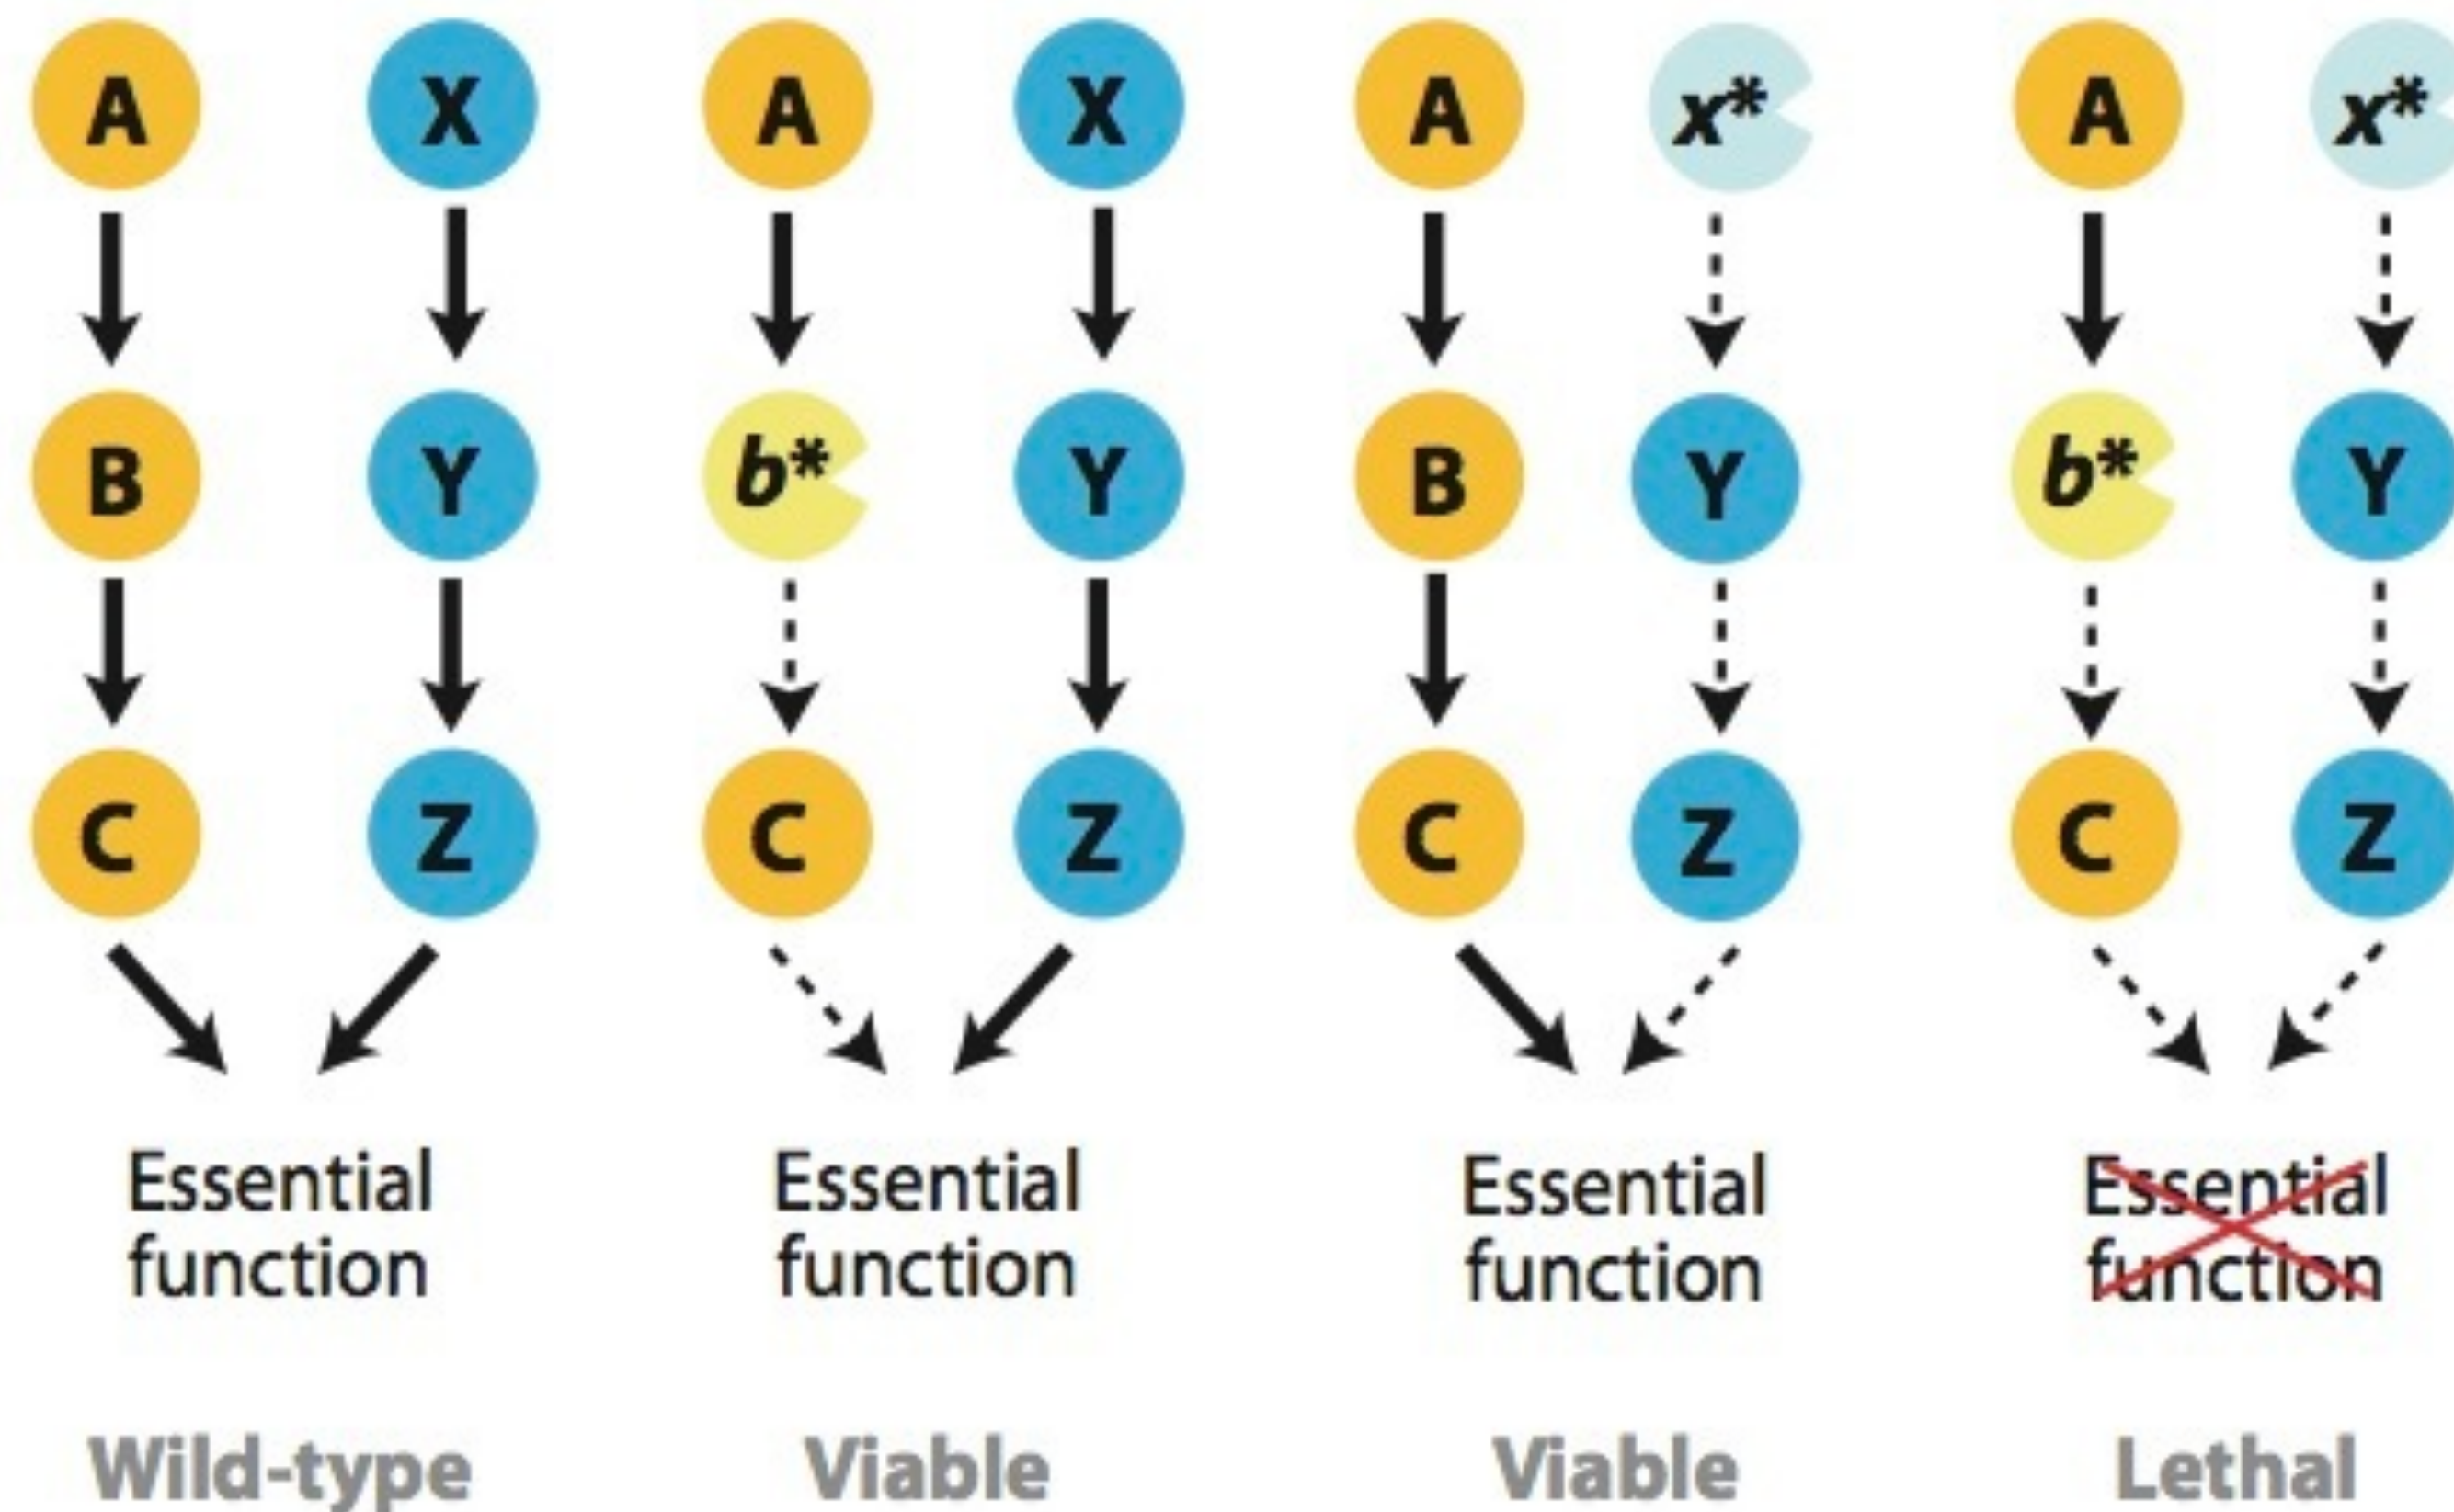 A X A X A x* A x*
B Y b* Y B Y b* Y
C Z C Z C Z C Z
Essential Essential Essential Essential
function function function function
Wild-type Viable Viable Lethal